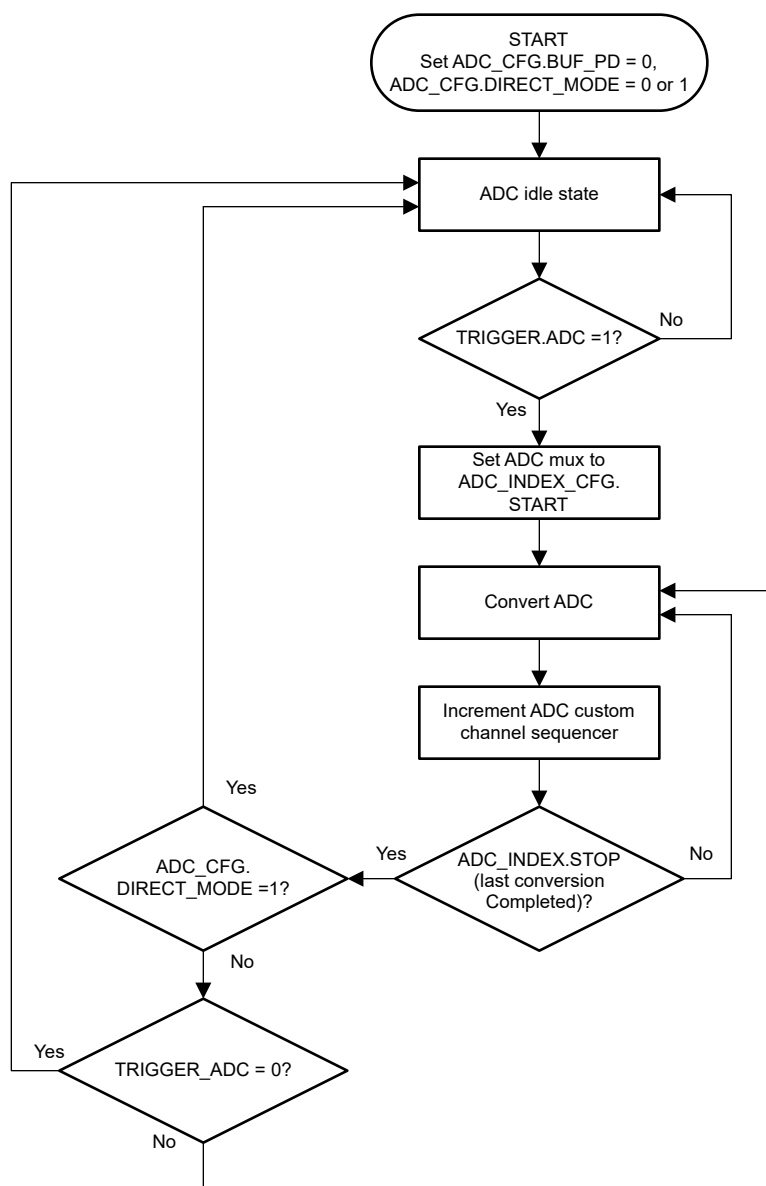 START
Set ADC_CFG.BUF_PD = 0,
ADC_CFG.DIRECT_MODE = 0 or 1
ADC idle state
TRIGGER.ADC =1?
No
Yes
Set ADC mux to
ADC_INDEX_CFG.
START
Convert ADC
Increment ADC custom
channel sequencer
Yes
ADC_CFG.
DIRECT_MODE =1?
Yes
ADC_INDEX.STOP
(last conversion
Completed)?
No
No
Yes
TRIGGER_ADC = 0?
No